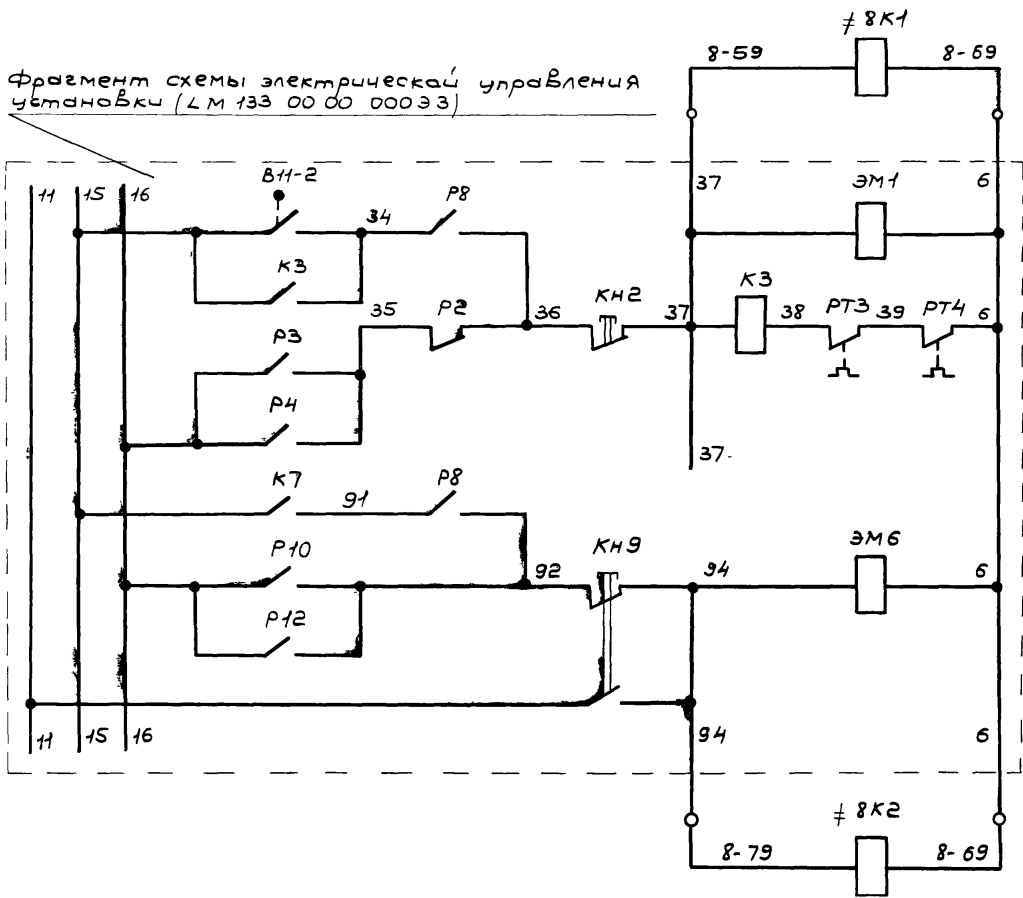 ≠ 8К1
8-59 8-69
Фрагмент схемы электрической управления
установки (LM 133 00 00 000ЭЗ)
11 15 16 В11-2 37 ЭМ1 6
34 Р8
К3
35 Р2 36 КН2 37 К3 38 РТ3 39 РТ4 6
Р3
Р4
37
К7 91 Р8
Р10 КН9 ЭМ6
92 94 6
Р12
11 15 16 94 6
≠ 8К2
8-79 8-69